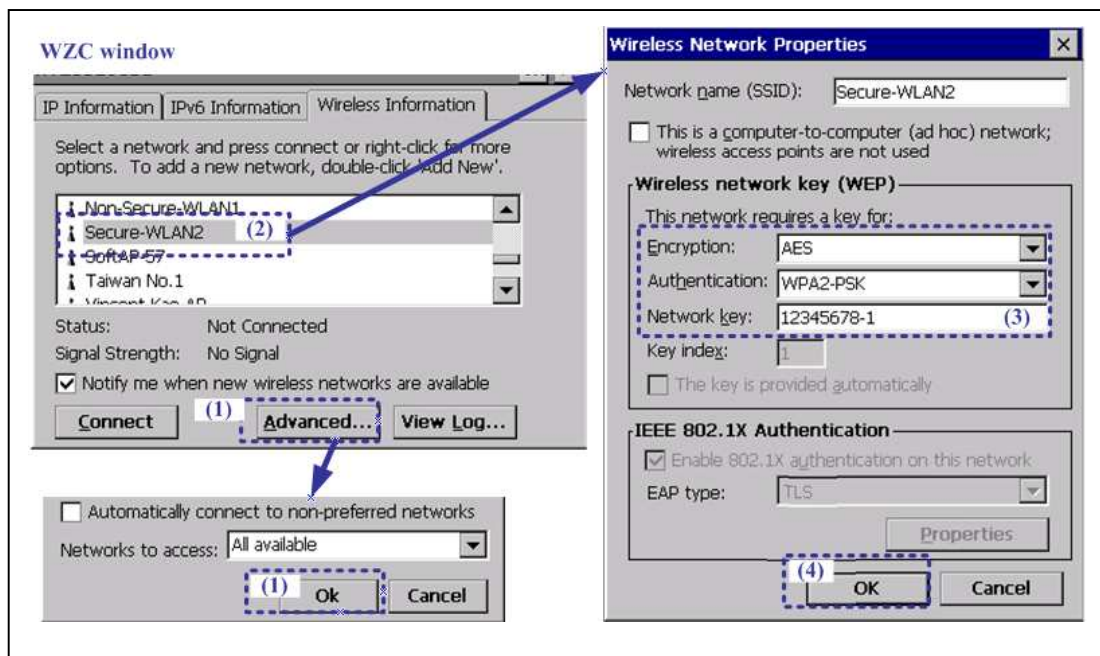 WZC window
IP Information IPv6 Information Wireless Information
Select a network and press connect or right-click for more
options. To add a new network, double-click 'Add New'.
Non-Secure-WLAN1
Secure-WLAN2 (2)
SoftAP-57
Taiwan No.1
Vincent Kao AP
Status: Not Connected
Signal Strength: No Signal
Notify me when new wireless networks are available
(1)
Connect Advanced... View Log...
Automatically connect to non-preferred networks
Networks to access: All available
(1) Ok Cancel
Wireless Network Properties
Network name (SSID): Secure-WLAN2
This is a computer-to-computer (ad hoc) network;
wireless access points are not used
Wireless network key (WEP)
This network requires a key for:
Encryption: AES
Authentication: WPA2-PSK
Network key: 12345678-1 (3)
Key index: 1
The key is provided automatically
IEEE 802.1X Authentication
Enable 802.1X authentication on this network
EAP type: TLS
Properties
(4) OK Cancel